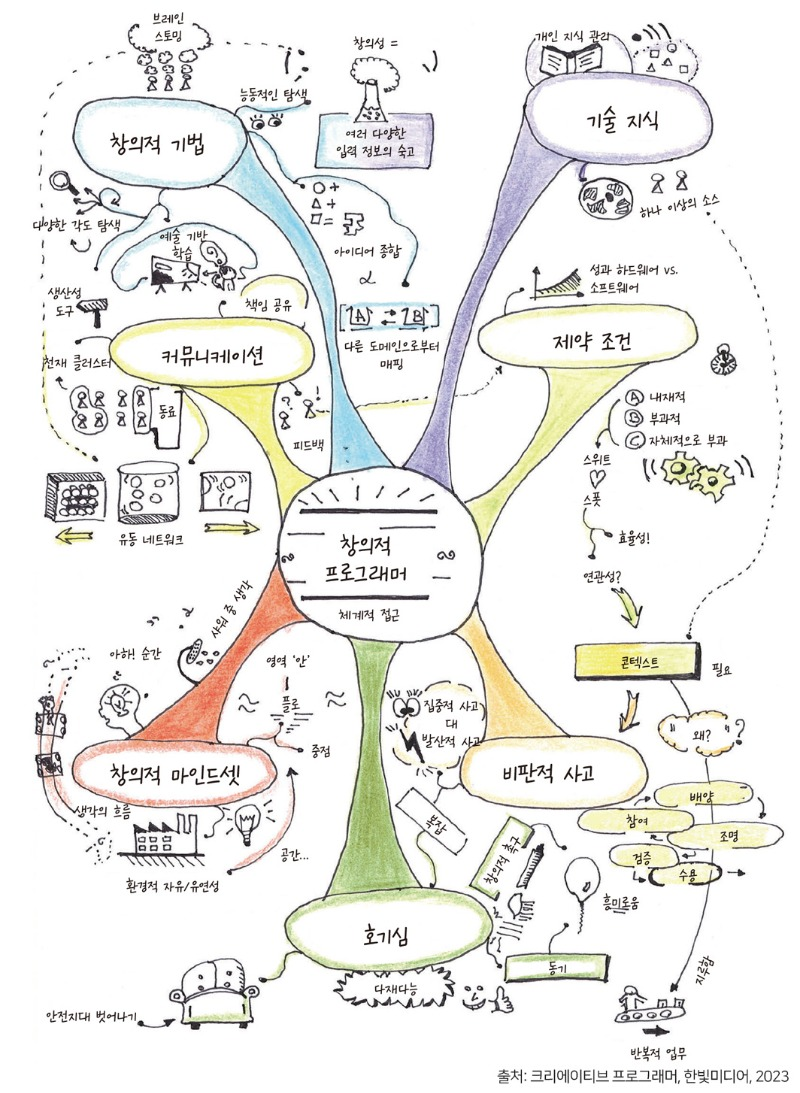 브레인
스토밍
창의성 =
개인 지식 관리
능동적인 탐색
창의적 기법
여러 다양한
입력 정보의 숙고
기술 지식
하나 이상의 소스
다양한 각도 탐색
예술 기반
학습
아이디어 종합
생산성
도구
책임 공유
성과 하드웨어 vs.
소프트웨어
A
B
커뮤니케이션
다른 도메인으로부터
매핑
제약 조건
천재 클러스터
동료
피드백
A 내재적
B 부과적
C 자체적으로 부과
스위트
스폿
유동 네트워크
효율성!
연관성?
창의적
프로그래머
체계적 접근
샤워 중 생각
아하! 순간
영역 '안'
플로
중점
집중적 사고
대
발산적 사고
콘텍스트
필요
왜?
창의적 마인드셋
비판적 사고
배양
참여
조명
검증
수용
생각의 흐름
환경적 자유/유연성
공간...
창의적 촉구
흥미로움
호기심
동기
다재다능
지루함
안전지대 벗어나기
반복적 업무
출처: 크리에이티브 프로그래머, 한빛미디어, 2023